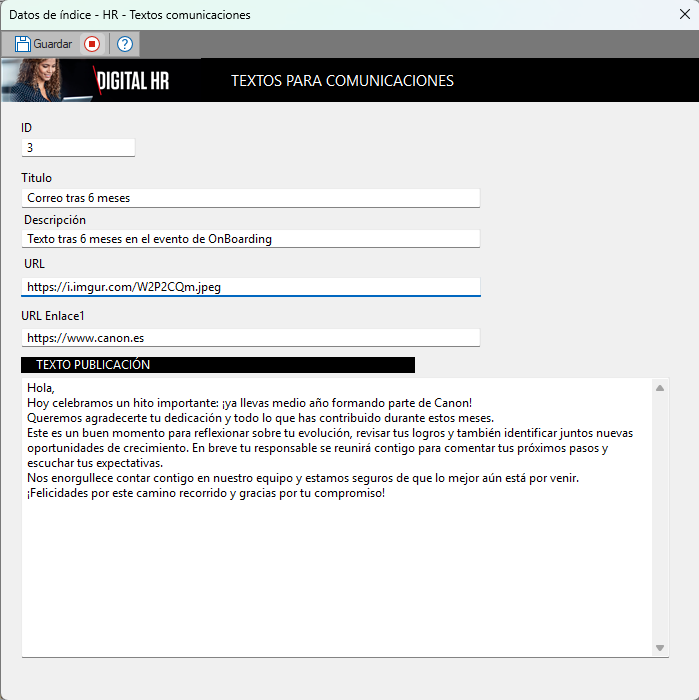 Datos de índice - HR - Textos comunicaciones
Guardar
DIGITAL HR
TEXTOS PARA COMUNICACIONES
ID
3
Titulo
Correo tras 6 meses
Descripción
Texto tras 6 meses en el evento de OnBoarding
URL
https://i.imgur.com/W2P2CQm.jpeg
URL Enlace1
https://www.canon.es
TEXTO PUBLICACIÓN
Hola,
Hoy celebramos un hito importante: ¡ya llevas medio año formando parte de Canon!
Queremos agradecerte tu dedicación y todo lo que has contribuido durante estos meses.
Este es un buen momento para reflexionar sobre tu evolución, revisar tus logros y también identificar juntos nuevas
oportunidades de crecimiento. En breve tu responsable se reunirá contigo para comentar tus próximos pasos y
escuchar tus expectativas.
Nos enorgullece contar contigo en nuestro equipo y estamos seguros de que lo mejor aún está por venir.
¡Felicidades por este camino recorrido y gracias por tu compromiso!